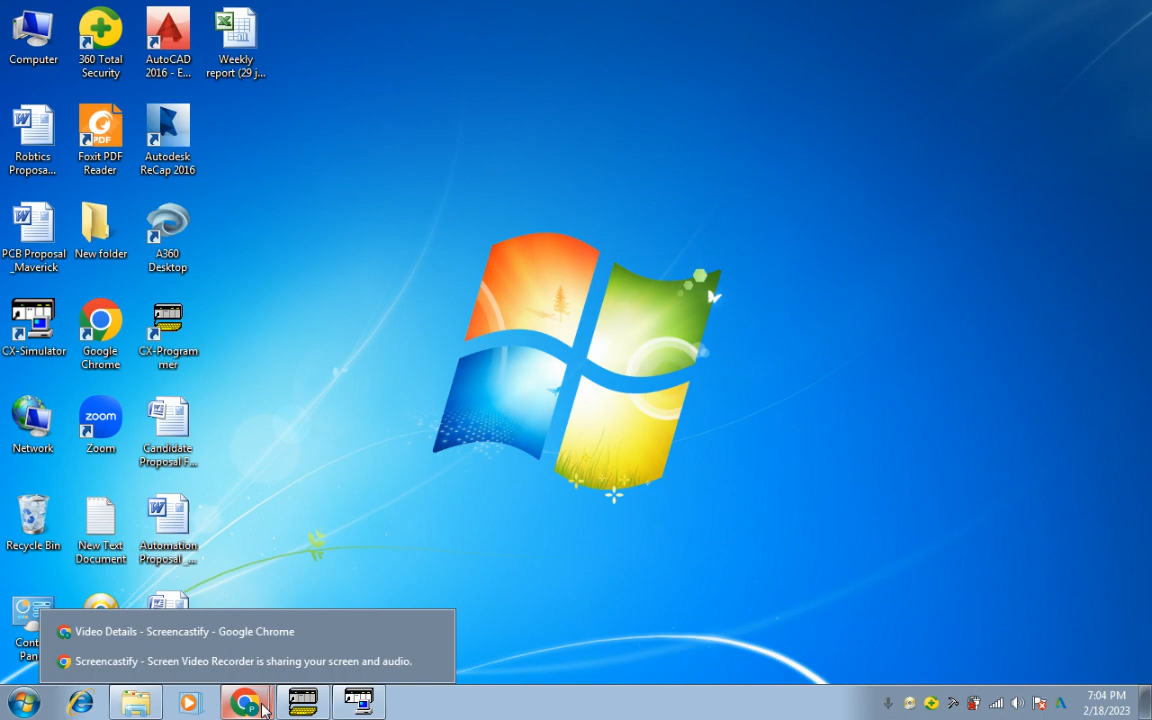 Computer
360 Total
Security
AutoCAD
2016 - E...
Weekly
report (29 j...
Robtics
Proposa...
Foxit PDF
Reader
Autodesk
ReCap 2016
PCB Proposal
_Maverick
New folder
A360
Desktop
CX-Simulator
Google
Chrome
CX-Program
mer
Network
zoom
Zoom
Candidate
Proposal F...
Recycle Bin
New Text
Document
Automation
Proposal _...
Cont
Pan
Video Details - Screencastify - Google Chrome
Screencastify - Screen Video Recorder is sharing your screen and audio.
7:04 PM
2/18/2023